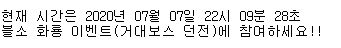 현재 시간은 2020년 07월 07일 22시 09분 28초
블소 화룡 이벤트(거대보스 던전)에 참여하세요!!